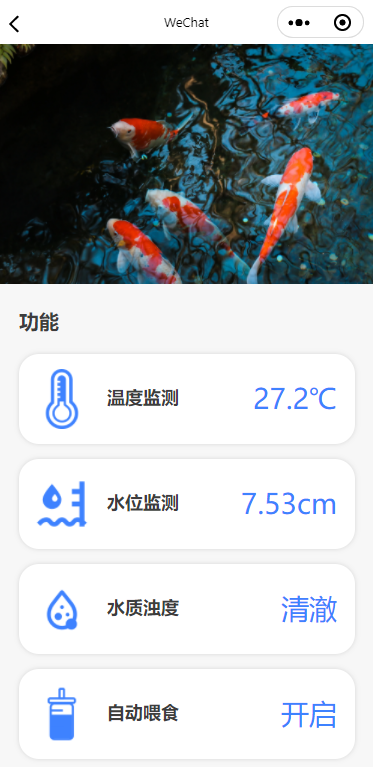 WeChat
功能
温度监测 27.2℃
水位监测 7.53cm
水质浊度 清澈
自动喂食 开启